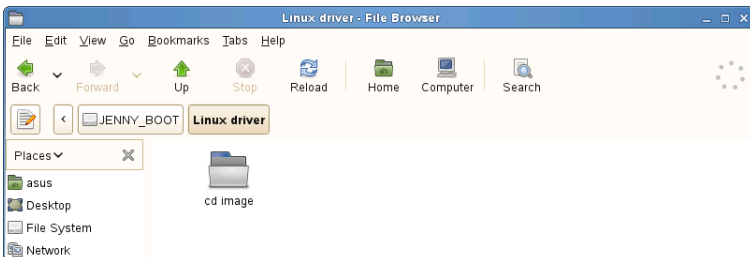 Linux driver - File Browser
File Edit View Go Bookmarks Tabs Help
Back Forward Up Stop Reload Home Computer Search
JENNY_BOOT Linux driver
Places
asus
cd image
Desktop
File System
Network